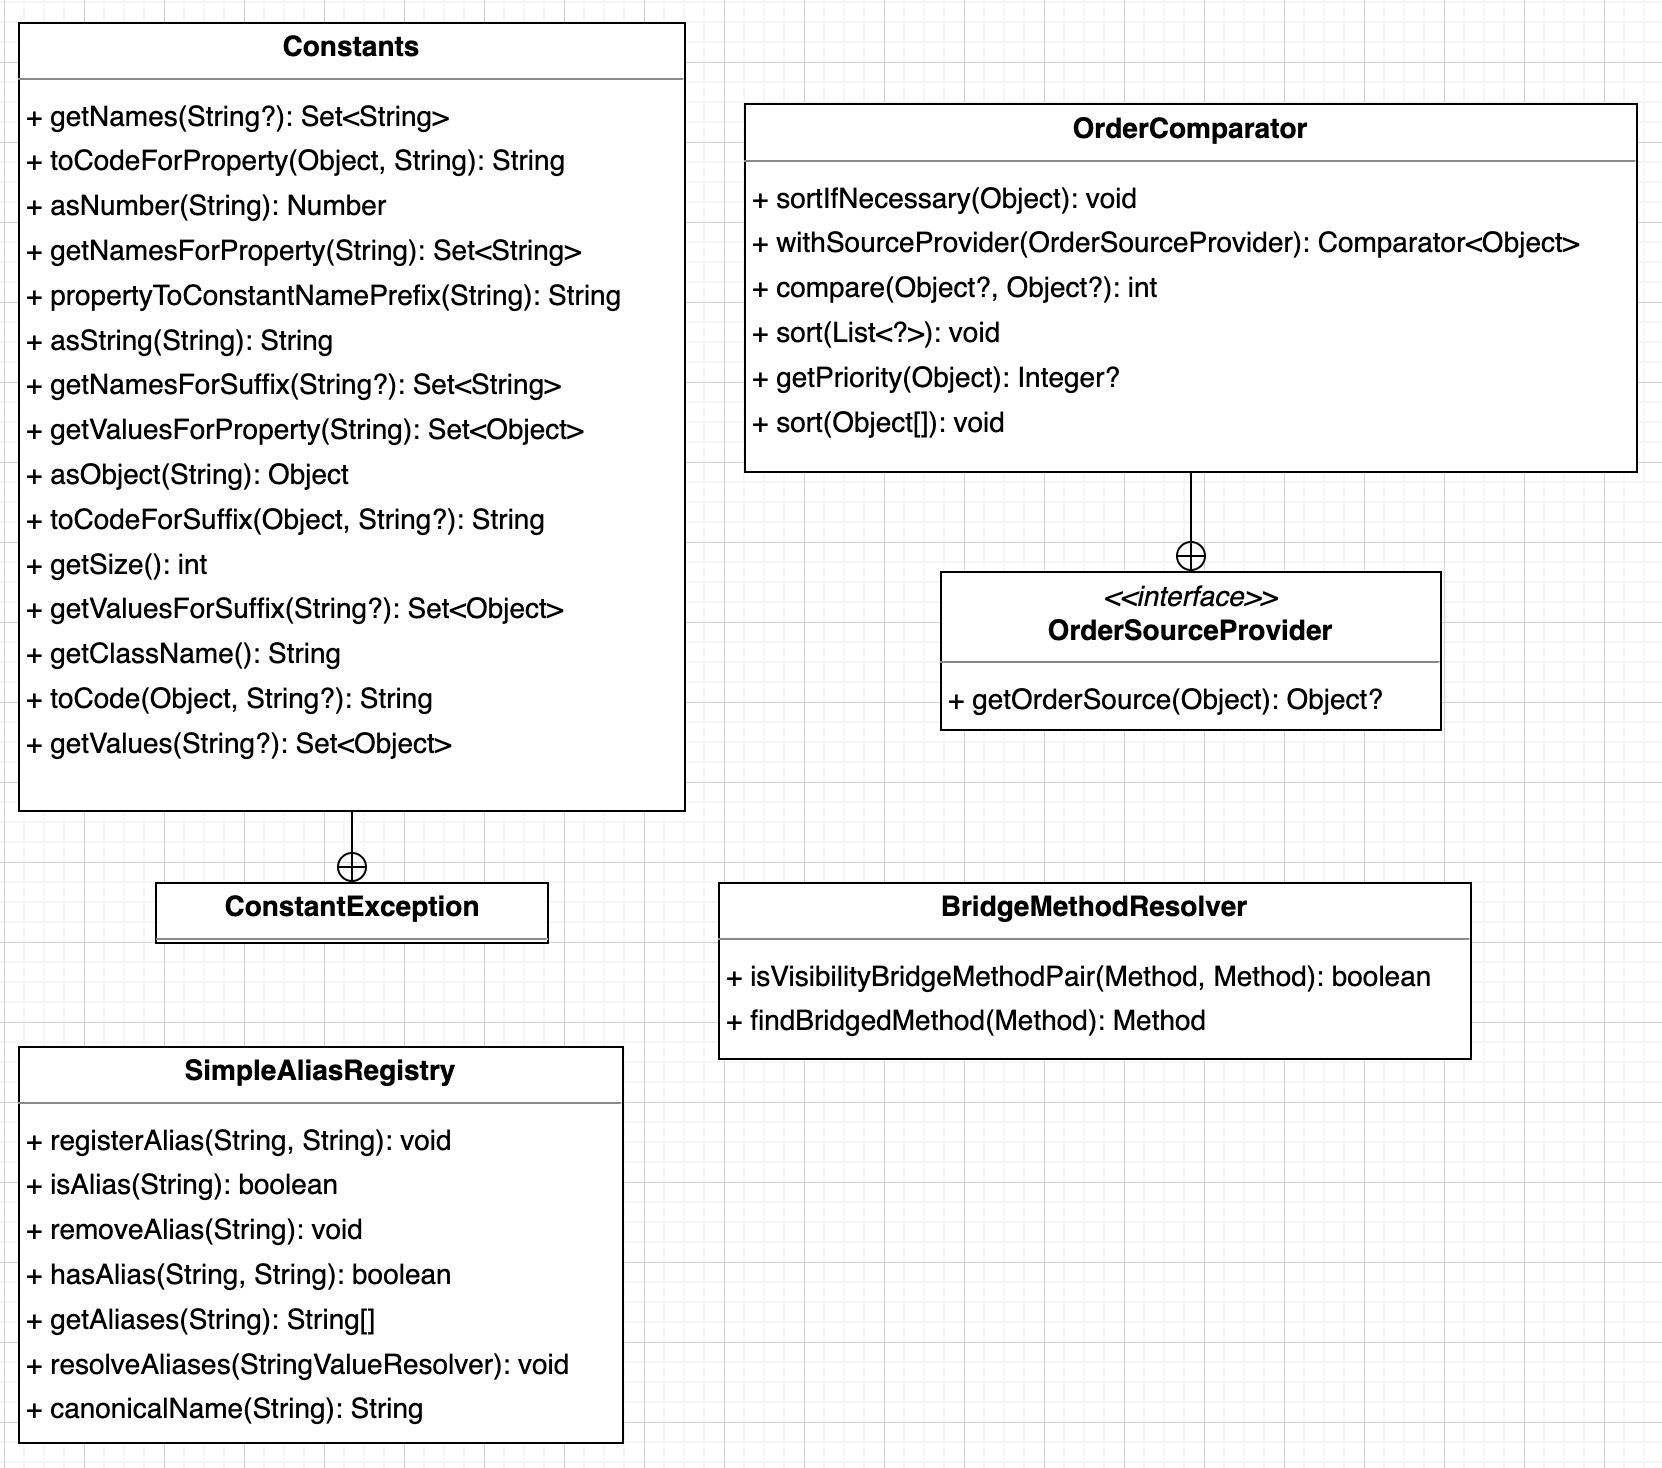 Constants
+ getNames(String?): Set<String>
+ toCodeForProperty(Object, String): String
+ asNumber(String): Number
+ getNamesForProperty(String): Set<String>
+ propertyToConstantNamePrefix(String): String
+ asString(String): String
+ getNamesForSuffix(String?): Set<String>
+ getValuesForProperty(String): Set<Object>
+ asObject(String): Object
+ toCodeForSuffix(Object, String?): String
+ getSize(): int
+ getValuesForSuffix(String?): Set<Object>
+ getClassName(): String
+ toCode(Object, String?): String
+ getValues(String?): Set<Object>
ConstantException
OrderComparator
+ sortIfNecessary(Object): void
+ withSourceProvider(OrderSourceProvider): Comparator<Object>
+ compare(Object?, Object?): int
+ sort(List<?>): void
+ getPriority(Object): Integer?
+ sort(Object[]): void
<<interface>>
OrderSourceProvider
+ getOrderSource(Object): Object?
BridgeMethodResolver
+ isVisibilityBridgeMethodPair(Method, Method): boolean
+ findBridgedMethod(Method): Method
SimpleAliasRegistry
+ registerAlias(String, String): void
+ isAlias(String): boolean
+ removeAlias(String): void
+ hasAlias(String, String): boolean
+ getAliases(String): String[]
+ resolveAliases(StringValueResolver): void
+ canonicalName(String): String